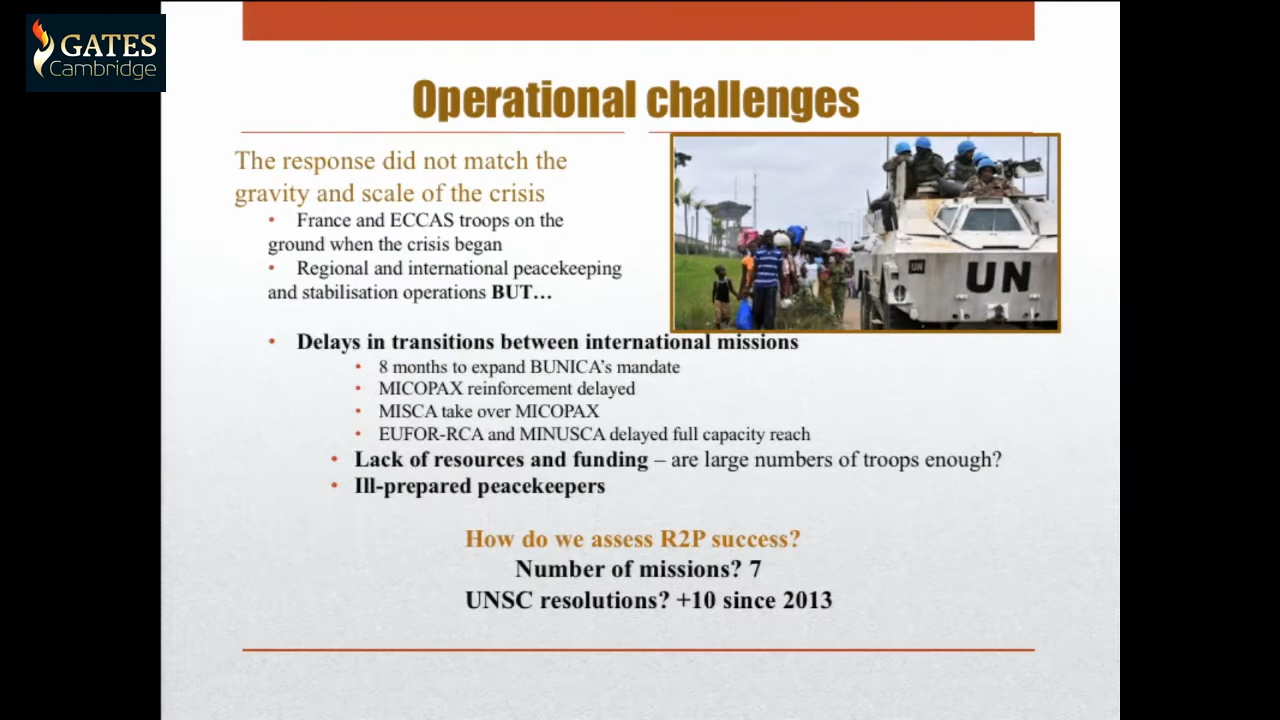 GATES
Cambridge
Operational challenges
The response did not match the
gravity and scale of the crisis
• France and ECCAS troops on the
ground when the crisis began
• Regional and international peacekeeping
and stabilisation operations BUT…
UN
UN
• Delays in transitions between international missions
• 8 months to expand BUNICA’s mandate
• MICOPAX reinforcement delayed
• MISCA take over MICOPAX
• EUFOR-RCA and MINUSCA delayed full capacity reach
• Lack of resources and funding – are large numbers of troops enough?
• Ill-prepared peacekeepers
How do we assess R2P success?
Number of missions? 7
UNSC resolutions? +10 since 2013